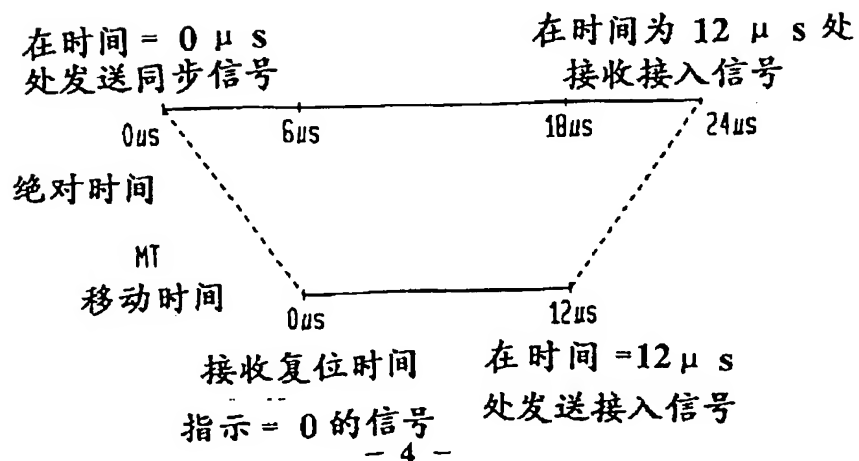 在时间 = 0 μ s
处发送同步信号
在时间为 12 μ s 处
接收接入信号
0us 6us 18us 24us
绝对时间
MT
移动时间
0us 12us
接收复位时间
指示 = 0 的信号
在时间 =12 μ s
处发送接入信号
- 4 -